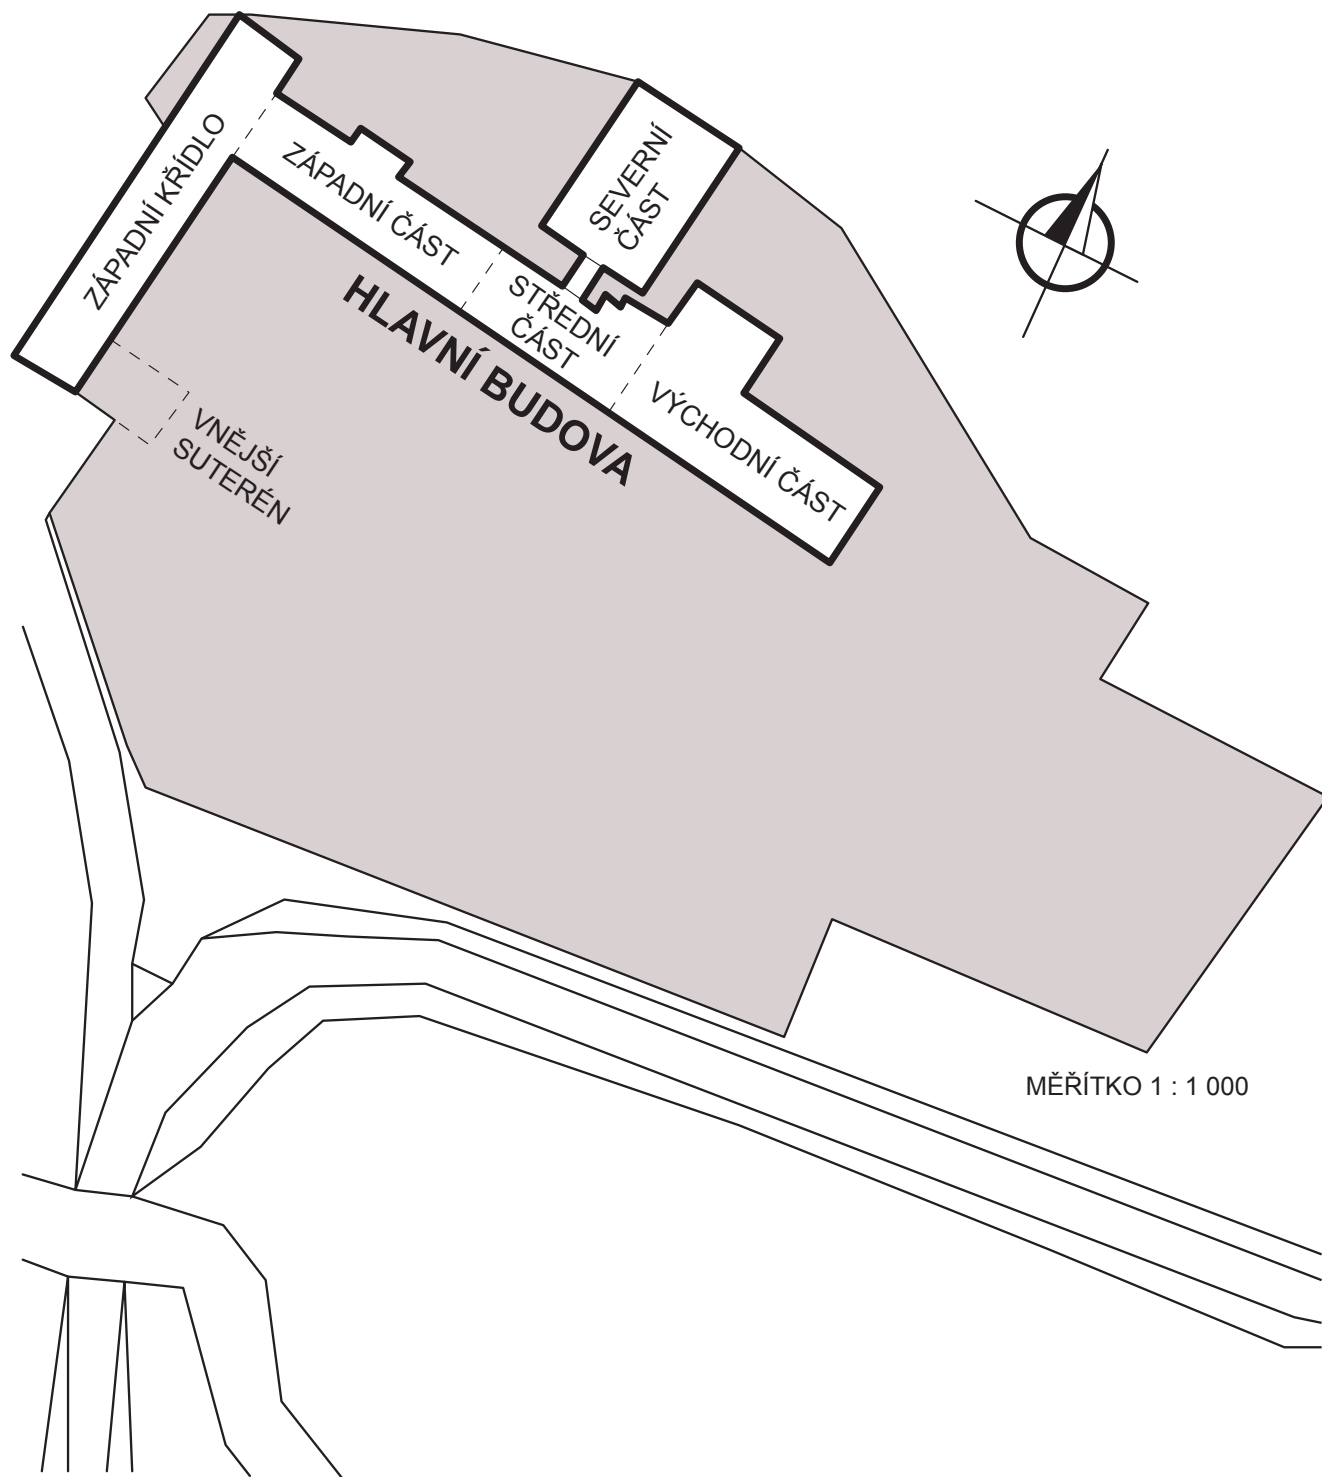 ZÁPADNÍ KŘÍDLO
ZÁPADNÍ ČÁST
SEVERNÍ
ČÁST
STŘEDNÍ
ČÁST
HLAVNÍ BUDOVA
VÝCHODNÍ ČÁST
VNĚJŠÍ
SUTERÉN
MĚŘÍTKO 1 : 1 000